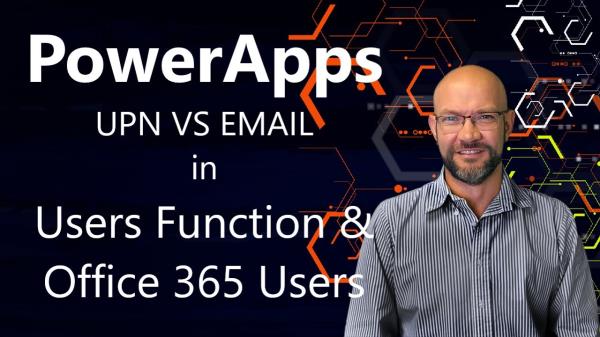 PowerApps
UPN VS EMAIL
in
Users Function &
Office 365 Users